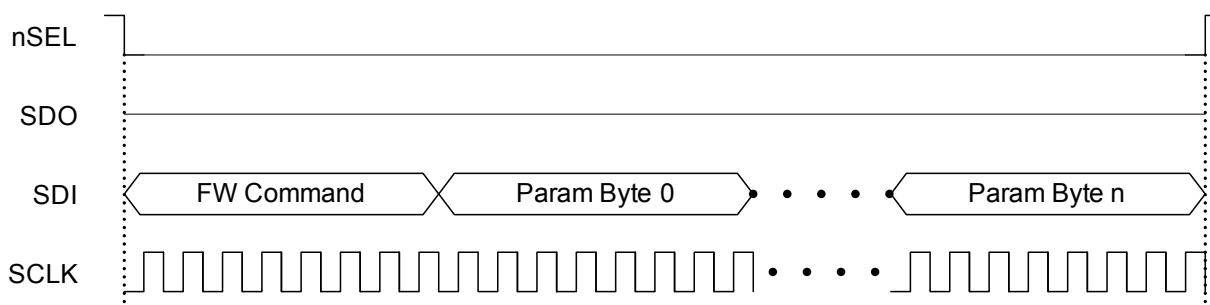 nSEL
SDO
SDI FW Command Param Byte 0 Param Byte n
SCLK